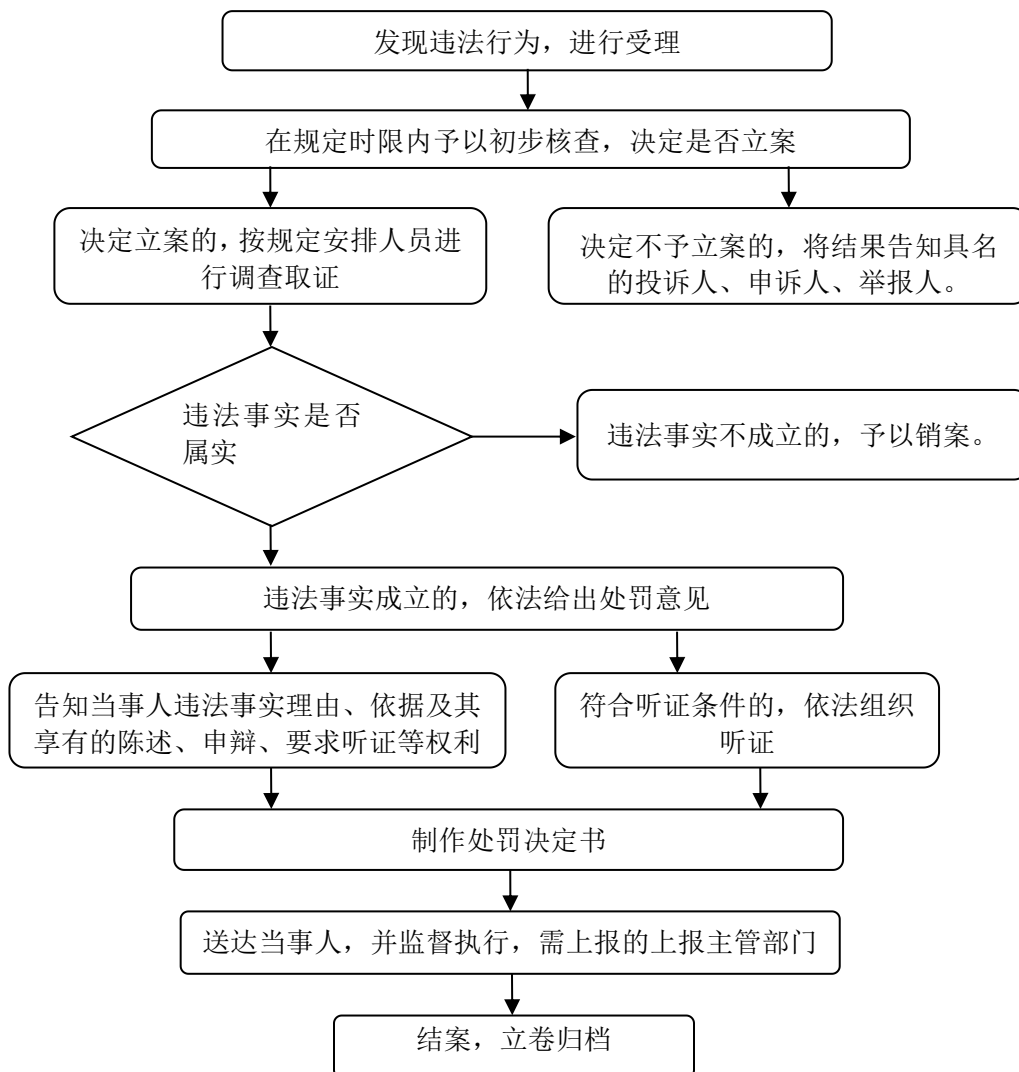 发现违法行为，进行受理
在规定时限内予以初步核查，决定是否立案
决定立案的，按规定安排人员进
行调查取证
决定不予立案的，将结果告知具名
的投诉人、申诉人、举报人。
违法事实是否
属实
违法事实不成立的，予以销案。
违法事实成立的，依法给出处罚意见
告知当事人违法事实理由、依据及其
享有的陈述、申辩、要求听证等权利
符合听证条件的，依法组织
听证
制作处罚决定书
送达当事人，并监督执行，需上报的上报主管部门
结案，立卷归档